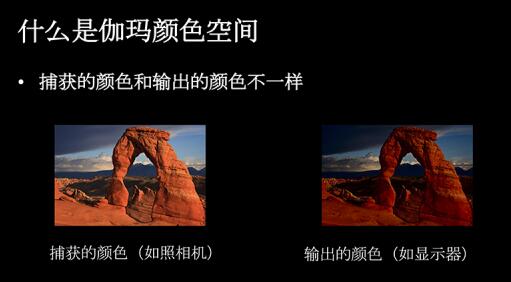 什么是伽玛颜色空间
• 捕获的颜色和输出的颜色不一样
捕获的颜色（如照相机）
输出的颜色（如显示器）